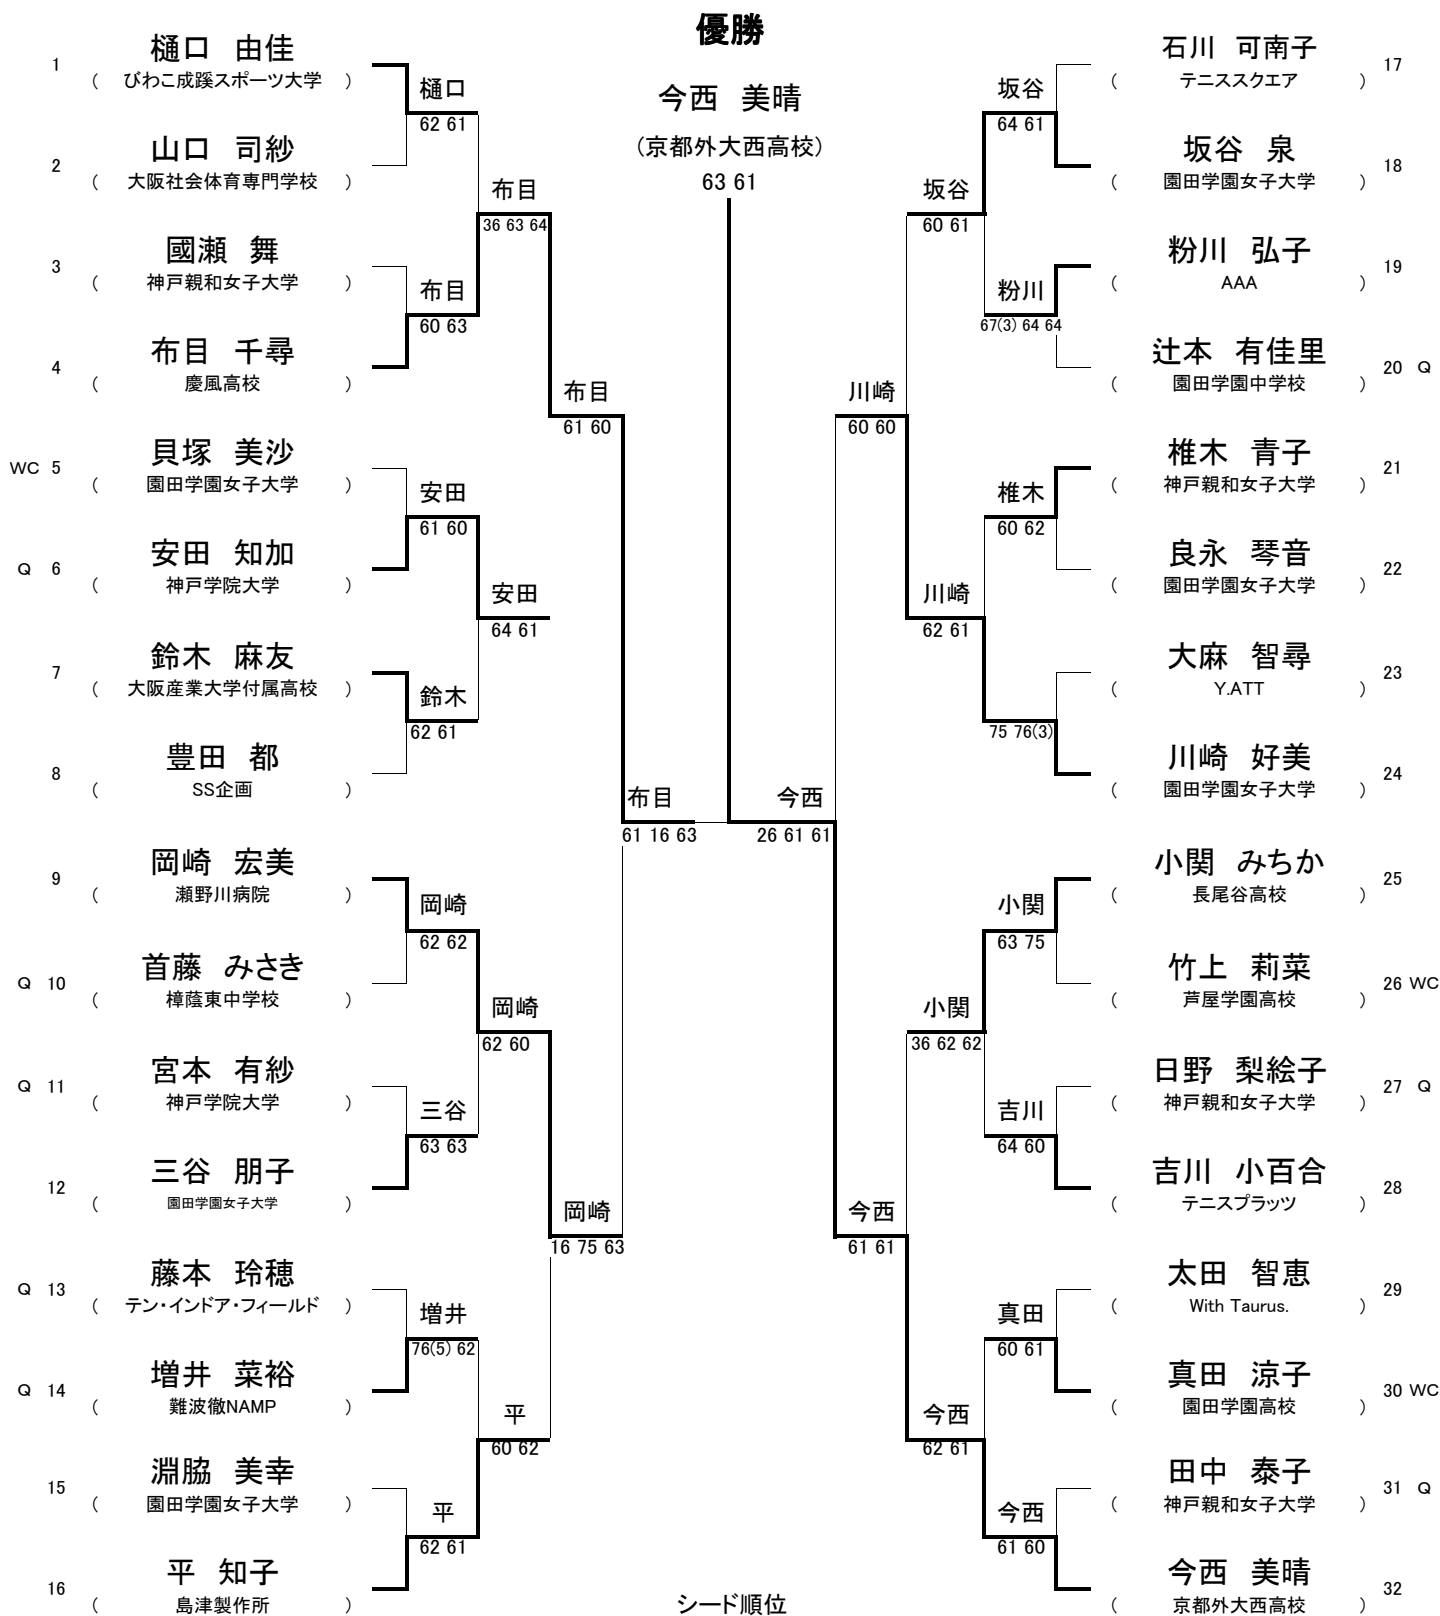 優勝
今西 美晴
(京都外大西高校)
63 61
1 樋口 由佳
( びわこ成蹊スポーツ大学 )
樋口
62 61
2 山口 司紗
( 大阪社会体育専門学校 )
布目
36 63 64
3 國瀬 舞
( 神戸親和女子大学 )
布目
60 63
4 布目 千尋
( 慶風高校 )
布目
61 60
WC 5 貝塚 美沙
( 園田学園女子大学 )
安田
61 60
Q 6 安田 知加
( 神戸学院大学 )
安田
64 61
7 鈴木 麻友
( 大阪産業大学付属高校 )
鈴木
62 61
8 豊田 都
( SS企画 )
布目
61 16 63
9 岡崎 宏美
( 瀬野川病院 )
岡崎
62 62
Q 10 首藤 みさき
( 樟蔭東中学校 )
岡崎
62 60
Q 11 宮本 有紗
( 神戸学院大学 )
三谷
63 63
12 三谷 朋子
( 園田学園女子大学 )
岡崎
16 75 63
Q 13 藤本 玲穂
( テン・インドア・フィールド )
増井
76(5) 62
Q 14 増井 菜裕
( 難波徹NAMP )
平
60 62
15 淵脇 美幸
( 園田学園女子大学 )
平
62 61
16 平 知子
( 島津製作所 )
石川 可南子 17
( テニススクエア )
坂谷
64 61
坂谷 泉 18
( 園田学園女子大学 )
坂谷
60 61
粉川 弘子 19
( AAA )
粉川
67(3) 64 64
辻本 有佳里 20 Q
( 園田学園中学校 )
川崎
60 60
椎木 青子 21
( 神戸親和女子大学 )
椎木
60 62
良永 琴音 22
( 園田学園女子大学 )
川崎
62 61
大麻 智尋 23
( Y.ATT )
75 76(3)
川崎 好美 24
( 園田学園女子大学 )
今西
26 61 61
小関 みちか 25
( 長尾谷高校 )
小関
63 75
竹上 莉菜 26 WC
( 芦屋学園高校 )
小関
36 62 62
日野 梨絵子 27 Q
( 神戸親和女子大学 )
吉川
64 60
吉川 小百合 28
( テニスプラッツ )
今西
61 61
太田 智恵 29
( With Taurus. )
真田
60 61
真田 涼子 30 WC
( 園田学園高校 )
今西
62 61
田中 泰子 31 Q
( 神戸親和女子大学 )
今西
61 60
今西 美晴 32
( 京都外大西高校 )
シード順位